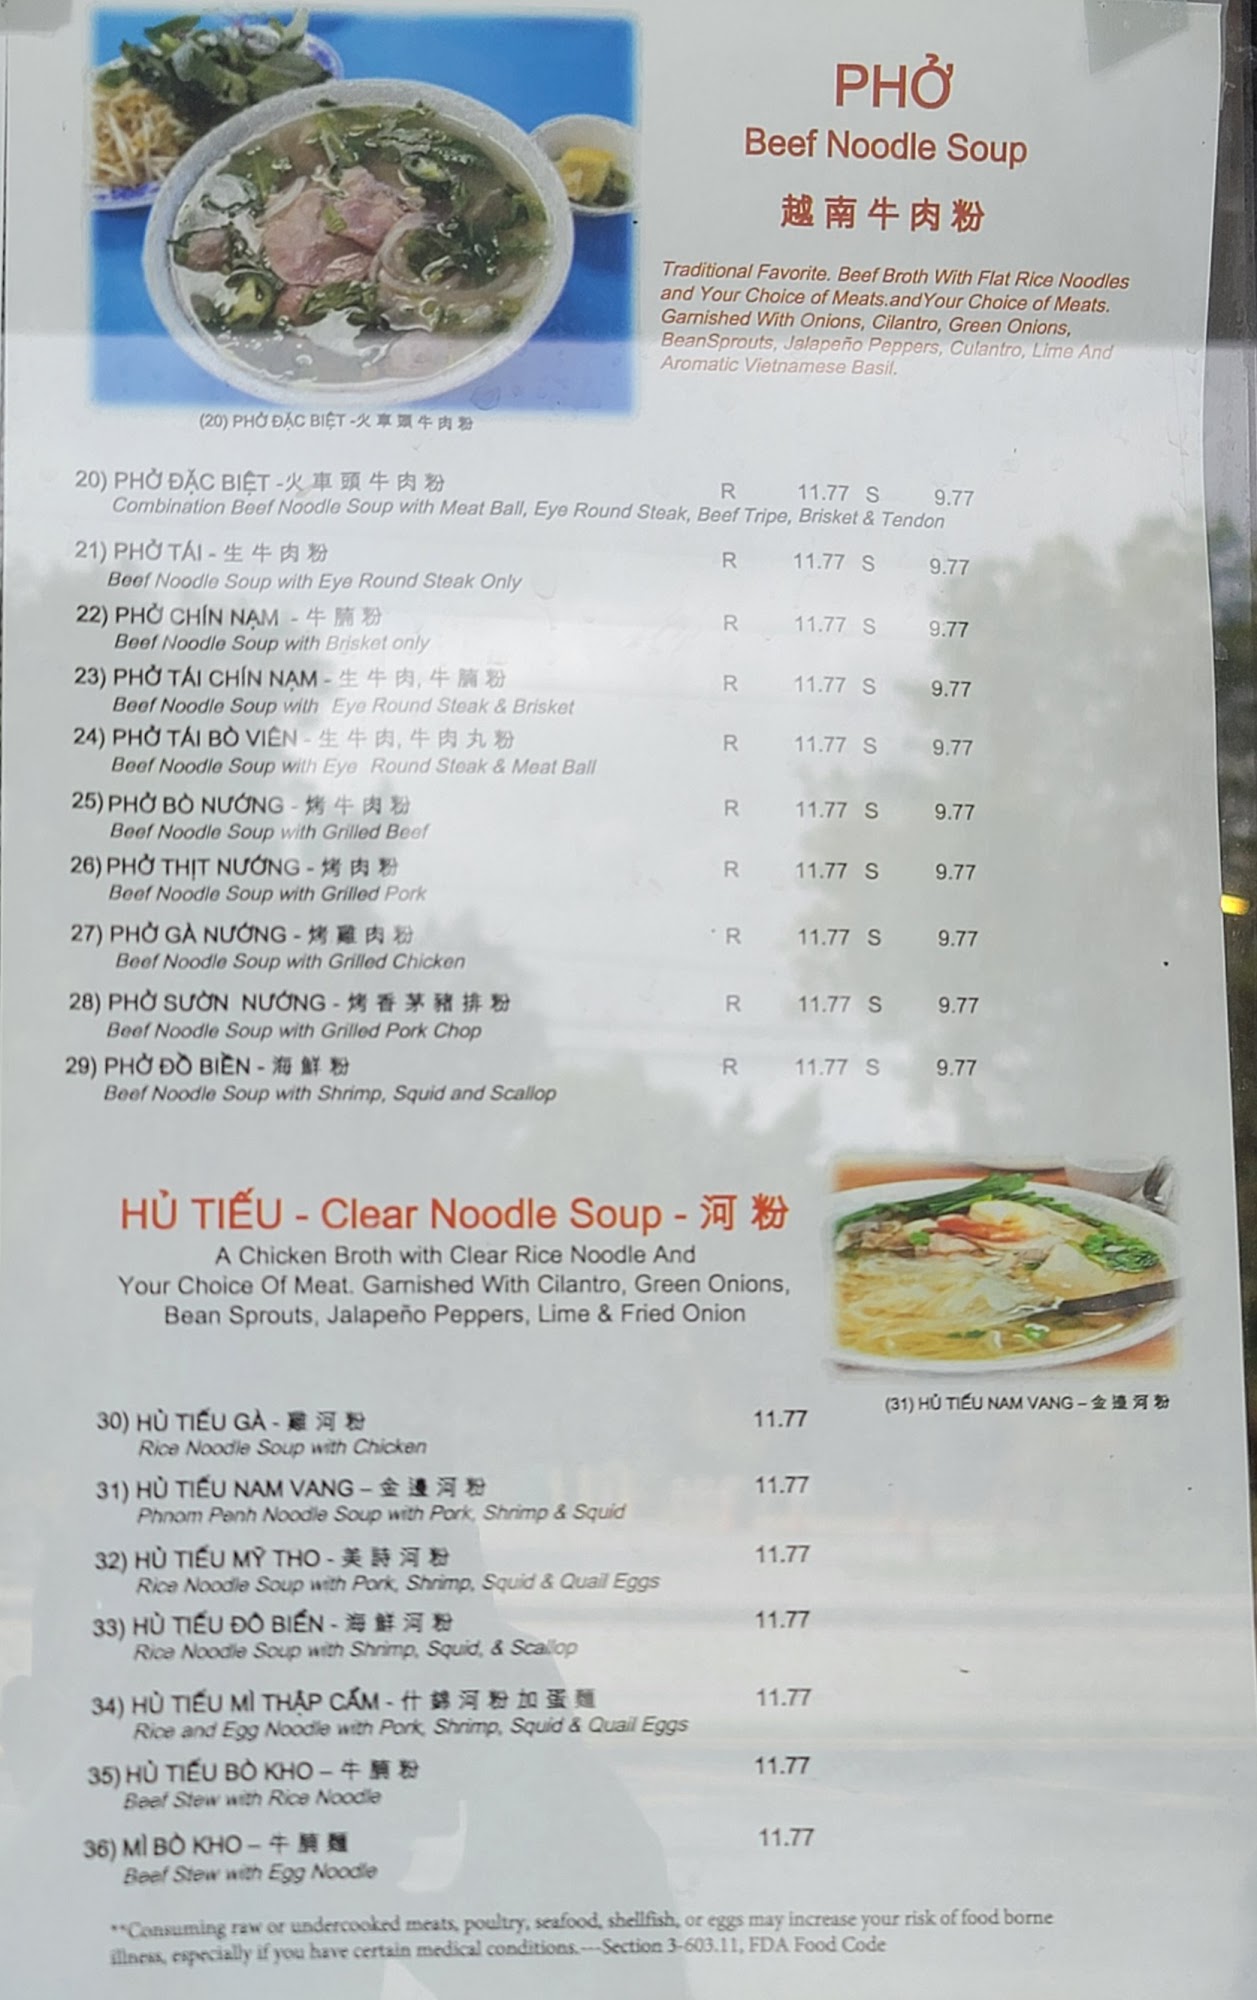 PHỞ
Beef Noodle Soup
越南牛肉粉
Traditional Favorite. Beef Broth With Flat Rice Noodles
and Your Choice of Meats.andYour Choice of Meats.
Garnished With Onions, Cilantro, Green Onions,
BeanSprouts, Jalapeño Peppers, Culantro, Lime And
Aromatic Vietnamese Basil.
(20) PHỞ ĐẶC BIỆT -火車頭牛肉粉
20) PHỞ ĐẶC BIỆT -火車頭牛肉粉 R 11.77 S 9.77
Combination Beef Noodle Soup with Meat Ball, Eye Round Steak, Beef Tripe, Brisket & Tendon
21) PHỞ TÁI - 生牛肉粉 R 11.77 S 9.77
Beef Noodle Soup with Eye Round Steak Only
22) PHỞ CHÍN NẠM - 牛腩粉 R 11.77 S 9.77
Beef Noodle Soup with Brisket only
23) PHỞ TÁI CHÍN NẠM - 生牛肉, 牛腩粉 R 11.77 S 9.77
Beef Noodle Soup with Eye Round Steak & Brisket
24) PHỞ TÁI BÒ VIÊN - 生牛肉, 牛肉丸粉 R 11.77 S 9.77
Beef Noodle Soup with Eye Round Steak & Meat Ball
25) PHỞ BÒ NƯỚNG - 烤牛肉粉 R 11.77 S 9.77
Beef Noodle Soup with Grilled Beef
26) PHỞ THỊT NƯỚNG - 烤肉粉 R 11.77 S 9.77
Beef Noodle Soup with Grilled Pork
27) PHỞ GÀ NƯỚNG - 烤雞肉粉 R 11.77 S 9.77
Beef Noodle Soup with Grilled Chicken
28) PHỞ SƯỜN NƯỚNG - 烤香茅豬排粉 R 11.77 S 9.77
Beef Noodle Soup with Grilled Pork Chop
29) PHỞ ĐỒ BIỀN - 海鮮粉 R 11.77 S 9.77
Beef Noodle Soup with Shrimp, Squid and Scallop
HỦ TIẾU - Clear Noodle Soup - 河粉
A Chicken Broth with Clear Rice Noodle And
Your Choice Of Meat. Garnished With Cilantro, Green Onions,
Bean Sprouts, Jalapeño Peppers, Lime & Fried Onion
(31) HỦ TIẾU NAM VANG – 金邊河粉
30) HỦ TIẾU GÀ - 雞河粉 11.77
Rice Noodle Soup with Chicken
31) HỦ TIẾU NAM VANG – 金邊河粉 11.77
Phnom Penh Noodle Soup with Pork, Shrimp & Squid
32) HỦ TIẾU MỸ THO - 美詩河粉 11.77
Rice Noodle Soup with Pork, Shrimp, Squid & Quail Eggs
33) HỦ TIẾU ĐÔ BIỂN - 海鮮河粉 11.77
Rice Noodle Soup with Shrimp, Squid, & Scallop
34) HỦ TIẾU MÌ THẬP CẨM - 什錦河粉加蛋麵 11.77
Rice and Egg Noodle with Pork, Shrimp, Squid & Quail Eggs
35) HỦ TIẾU BÒ KHO – 牛腩粉 11.77
Beef Stew with Rice Noodle
36) MÌ BÒ KHO – 牛腩麵 11.77
Beef Stew with Egg Noodle
**Consuming raw or undercooked meats, poultry, seafood, shellfish, or eggs may increase your risk of food borne
illness, especially if you have certain medical conditions.---Section 3-603.11, FDA Food Code